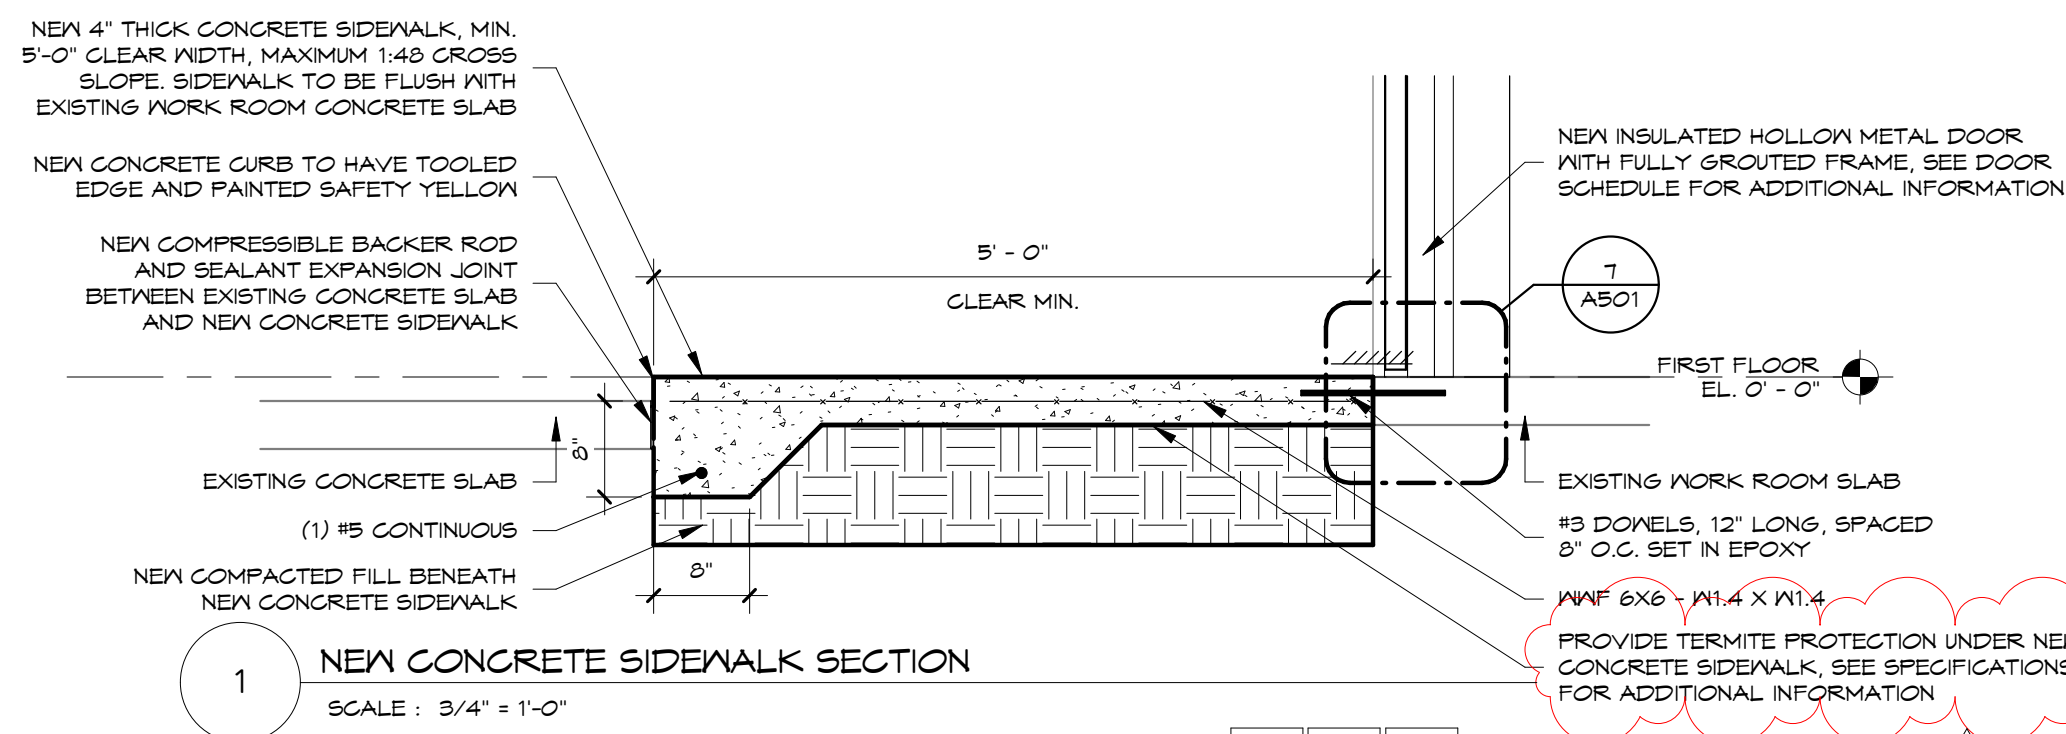 NEW 4" THICK CONCRETE SIDEWALK, MIN.
5'-0" CLEAR WIDTH, MAXIMUM 1:48 CROSS
SLOPE. SIDEWALK TO BE FLUSH WITH
EXISTING WORK ROOM CONCRETE SLAB
NEW CONCRETE CURB TO HAVE TOOLED
EDGE AND PAINTED SAFETY YELLOW
NEW COMPRESSIBLE BACKER ROD
AND SEALANT EXPANSION JOINT
BETWEEN EXISTING CONCRETE SLAB
AND NEW CONCRETE SIDEWALK
EXISTING CONCRETE SLAB
(1) #5 CONTINUOUS
NEW COMPACTED FILL BENEATH
NEW CONCRETE SIDEWALK
5' - 0"
CLEAR MIN.
8"
8"
NEW INSULATED HOLLOW METAL DOOR
WITH FULLY GROUTED FRAME, SEE DOOR
SCHEDULE FOR ADDITIONAL INFORMATION
7
A501
FIRST FLOOR
EL. 0' - 0"
EXISTING WORK ROOM SLAB
#3 DOWELS, 12" LONG, SPACED
8" O.C. SET IN EPOXY
WWF 6X6 - W1.4 X W1.4
PROVIDE TERMITE PROTECTION UNDER
CONCRETE SIDEWALK, SEE SPECIFICATIONS
FOR ADDITIONAL INFORMATION
1
NEW CONCRETE SIDEWALK SECTION
SCALE : 3/4" = 1'-0"